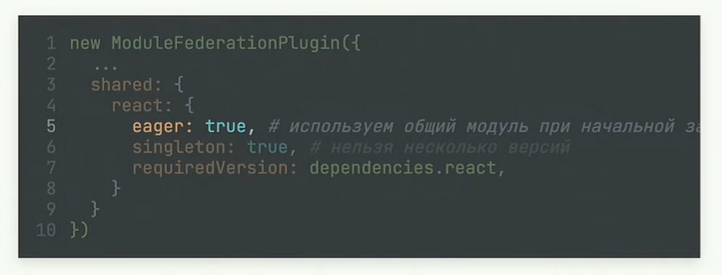 1 new ModuleFederationPlugin({
2 ...
3 shared: {
4 react: {
5 eager: true, # используем общий модуль при начальной
6 singleton: true, # нельзя несколько версий
7 requiredVersion: dependencies.react,
8 }
9 }
10 })